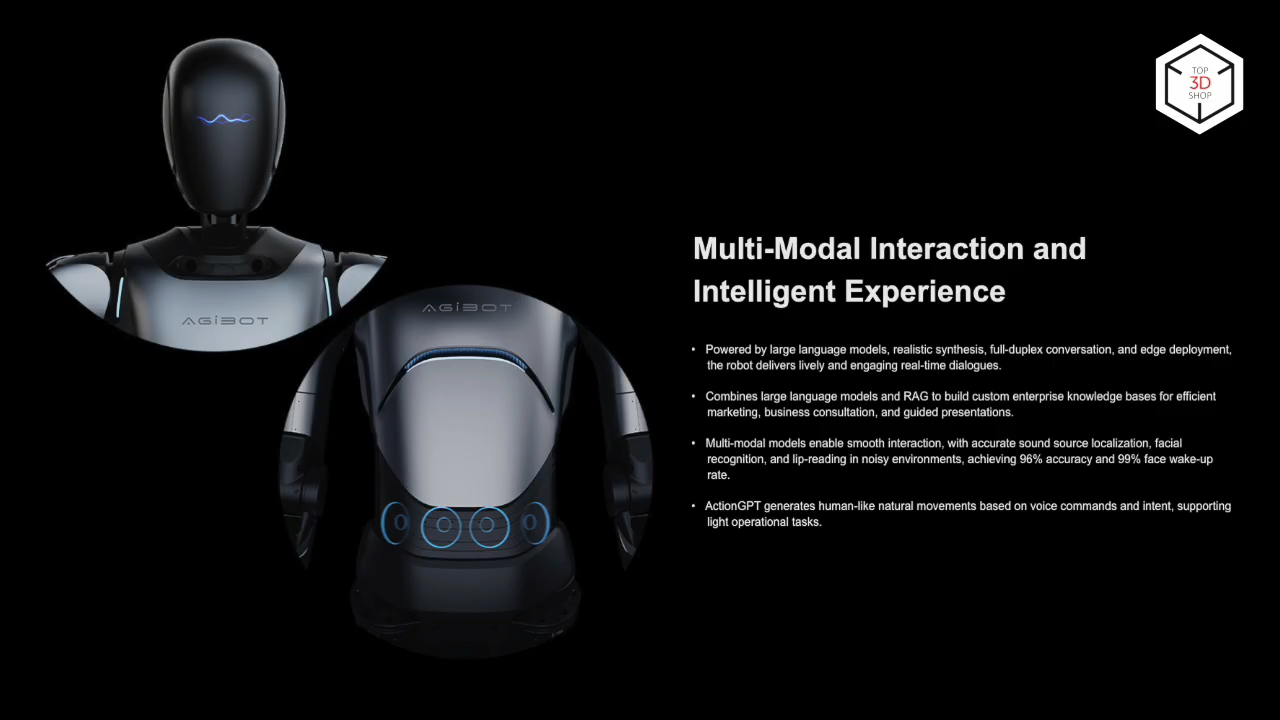 TOP
3D
SHOP
AGIBOT
AGIBOT
Multi-Modal Interaction and
Intelligent Experience
• Powered by large language models, realistic synthesis, full-duplex conversation, and edge deployment,
the robot delivers lively and engaging real-time dialogues.
• Combines large language models and RAG to build custom enterprise knowledge bases for efficient
marketing, business consultation, and guided presentations.
• Multi-modal models enable smooth interaction, with accurate sound source localization, facial
recognition, and lip-reading in noisy environments, achieving 96% accuracy and 99% face wake-up
rate.
• ActionGPT generates human-like natural movements based on voice commands and intent, supporting
light operational tasks.